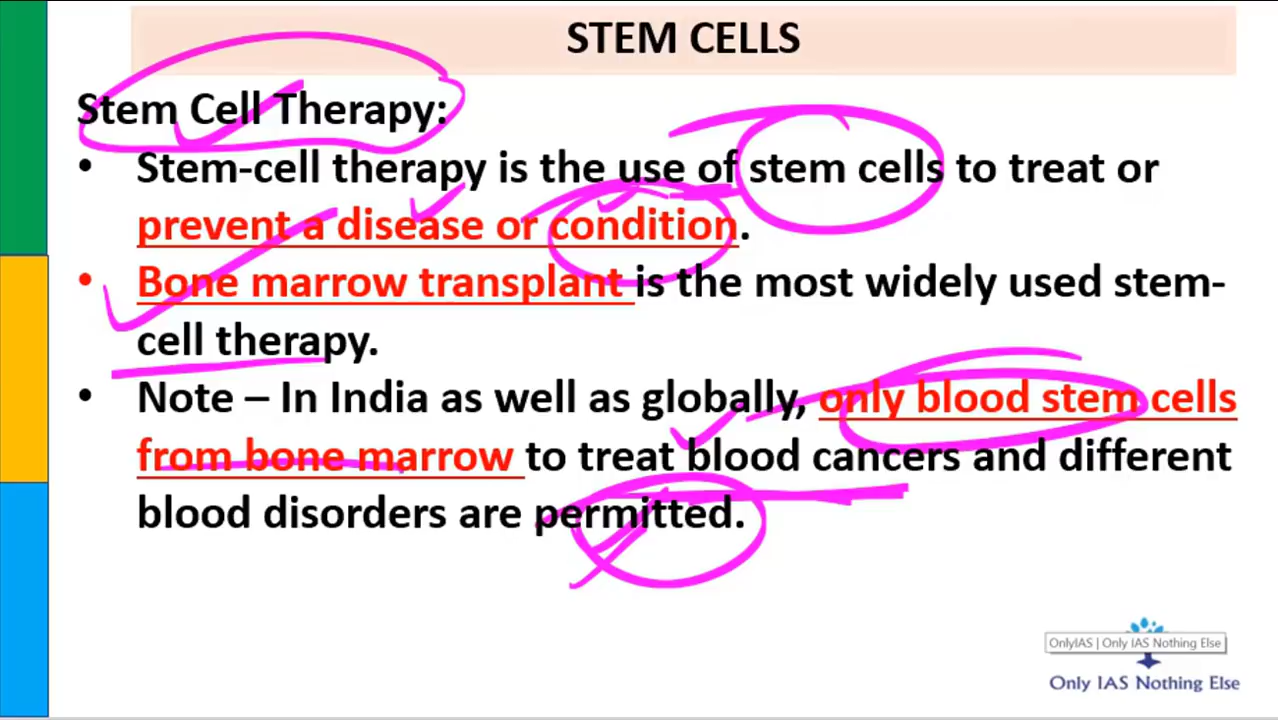 STEM CELLS
Stem Cell Therapy:
• Stem-cell therapy is the use of stem cells to treat or
prevent a disease or condition.
• Bone marrow transplant is the most widely used stem-
cell therapy.
• Note – In India as well as globally, only blood stem cells
from bone marrow to treat blood cancers and different
blood disorders are permitted.
OnlyIAS | Only IAS Nothing Else
Only IAS Nothing Else